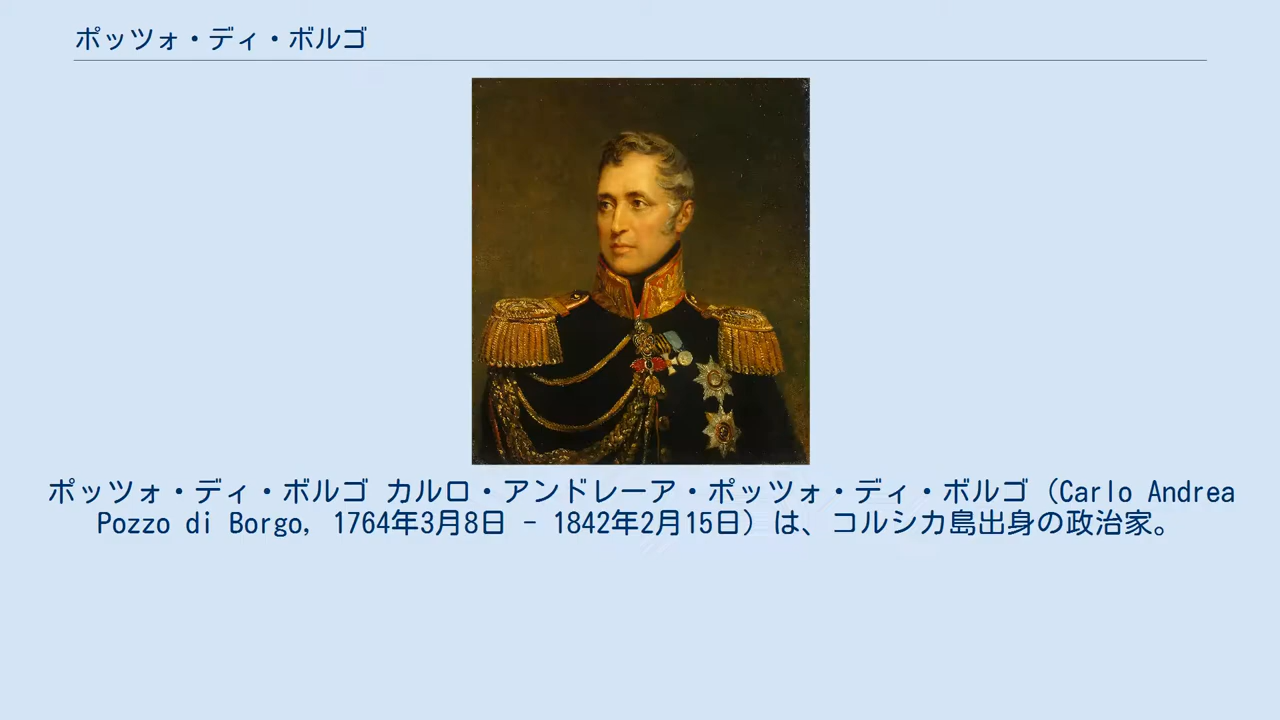 ポッツォ・ディ・ボルゴ
ポッツォ・ディ・ボルゴ カルロ・アンドレーア・ポッツォ・ディ・ボルゴ（Carlo Andrea
Pozzo di Borgo, 1764年3月8日 - 1842年2月15日）は、コルシカ島出身の政治家。